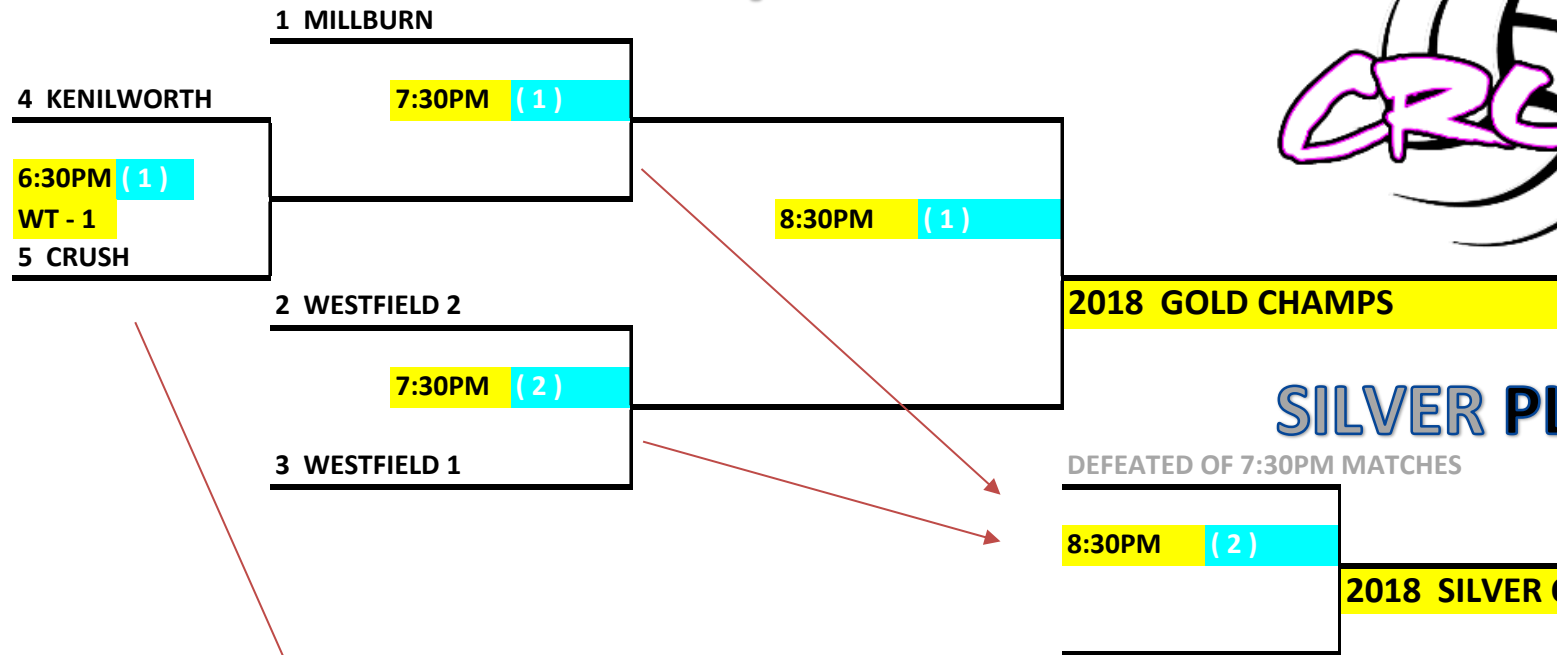 1 MILLBURN
4 KENILWORTH
7:30PM ( 1 )
6:30PM ( 1 )
WT - 1
8:30PM ( 1 )
5 CRUSH
2 WESTFIELD 2
2018 GOLD CHAMPS
7:30PM ( 2 )
SILVER
3 WESTFIELD 1
DEFEATED OF 7:30PM MATCHES
8:30PM ( 2 )
2018 SILVER